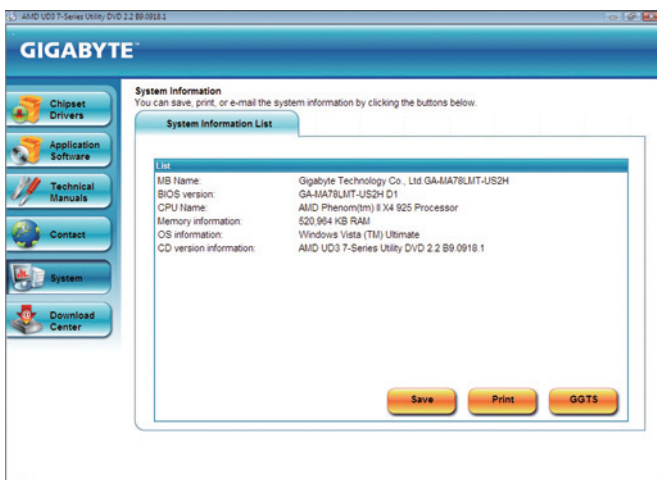 AMD UD3 7-Series Utility DVD 2.2 B9.0918.1
GIGABYTE™
Chipset
Drivers
Application
Software
Technical
Manuals
Contact
System
Download
Center
System Information
You can save, print, or e-mail the system information by clicking the buttons below.
System Information List
List
MB Name: Gigabyte Technology Co., Ltd.GA-MA78LMT-US2H
BIOS version: GA-MA78LMT-US2H D1
CPU Name: AMD Phenom(tm) II X4 925 Processor
Memory information: 520,964 KB RAM
OS information: Windows Vista (TM) Ultimate
CD version information: AMD UD3 7-Series Utility DVD 2.2 B9.0918.1
Save Print GGTS